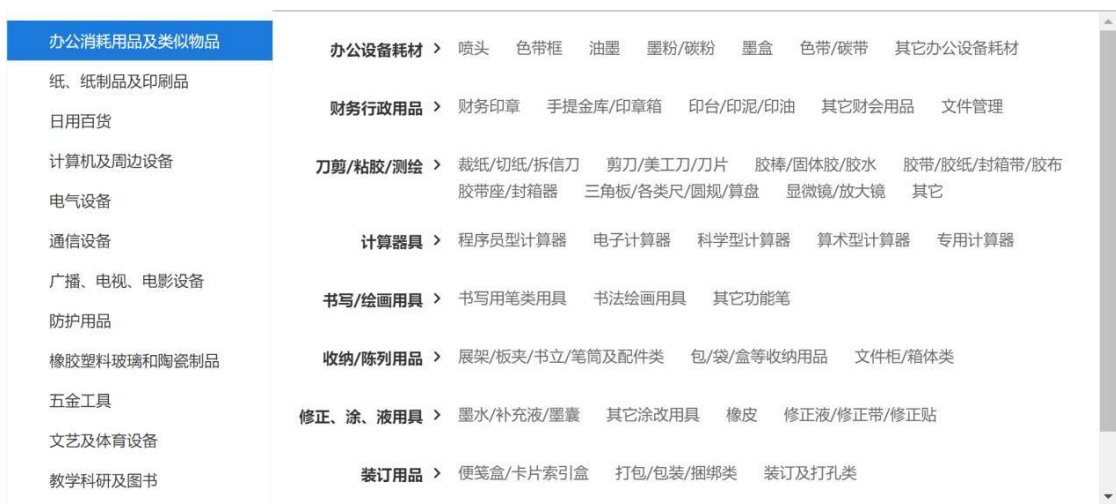 办公消耗用品及类似物品
纸、纸制品及印刷品
日用百货
计算机及周边设备
电气设备
通信设备
广播、电视、电影设备
防护用品
橡胶塑料玻璃和陶瓷制品
五金工具
文艺及体育设备
教学科研及图书
办公设备耗材 > 喷头 色带框 油墨 墨粉/碳粉 墨盒 色带/碳带 其它办公设备耗材
财务行政用品 > 财务印章 手提金库/印章箱 印台/印泥/印油 其它财会用品 文件管理
刀剪/粘胶/测绘 > 裁纸/切纸/拆信刀 剪刀/美工刀/刀片 胶棒/固体胶/胶水 胶带/胶纸/封箱带/胶布
胶带座/封箱器 三角板/各类尺/圆规/算盘 显微镜/放大镜 其它
计算器具 > 程序员型计算器 电子计算器 科学型计算器 算术型计算器 专用计算器
书写/绘画用具 > 书写用笔类用具 书法绘画用具 其它功能笔
收纳/陈列用品 > 展架/板夹/书立/笔筒及配件类 包/袋/盒等收纳用品 文件柜/箱体类
修正、涂、液用具 > 墨水/补充液/墨囊 其它涂改用具 橡皮 修正液/修正带/修正贴
装订用品 > 便笺盒/卡片索引盒 打包/包装/捆绑类 装订及打孔类